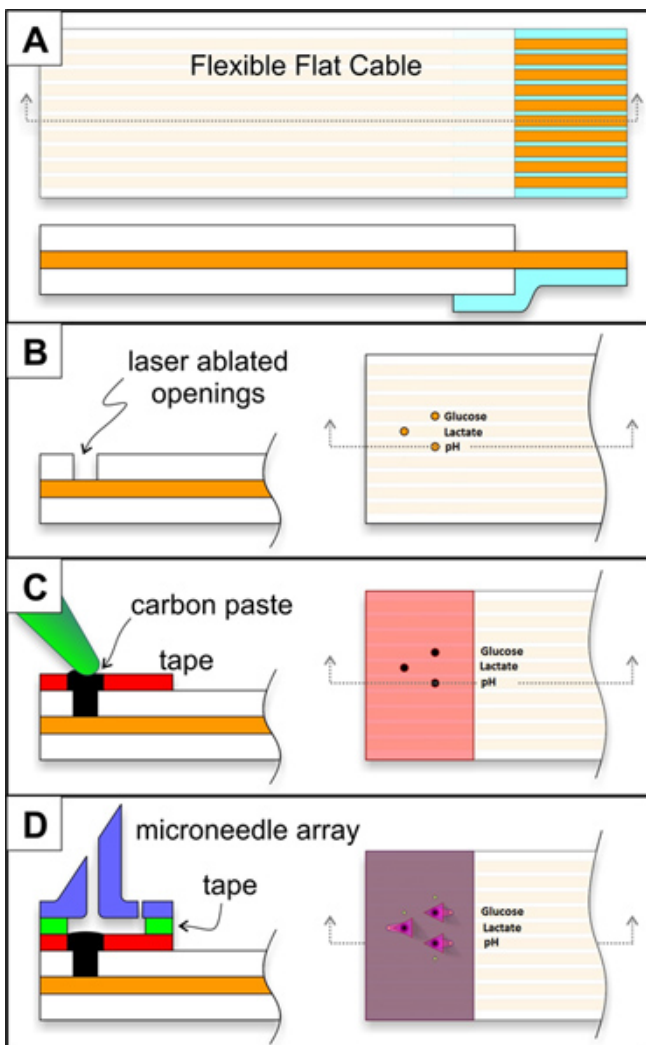 A
Flexible Flat Cable
B
laser ablated
openings
Glucose
Lactate
pH
C
carbon paste
tape
Glucose
Lactate
pH
D
microneedle array
tape
Glucose
Lactate
pH